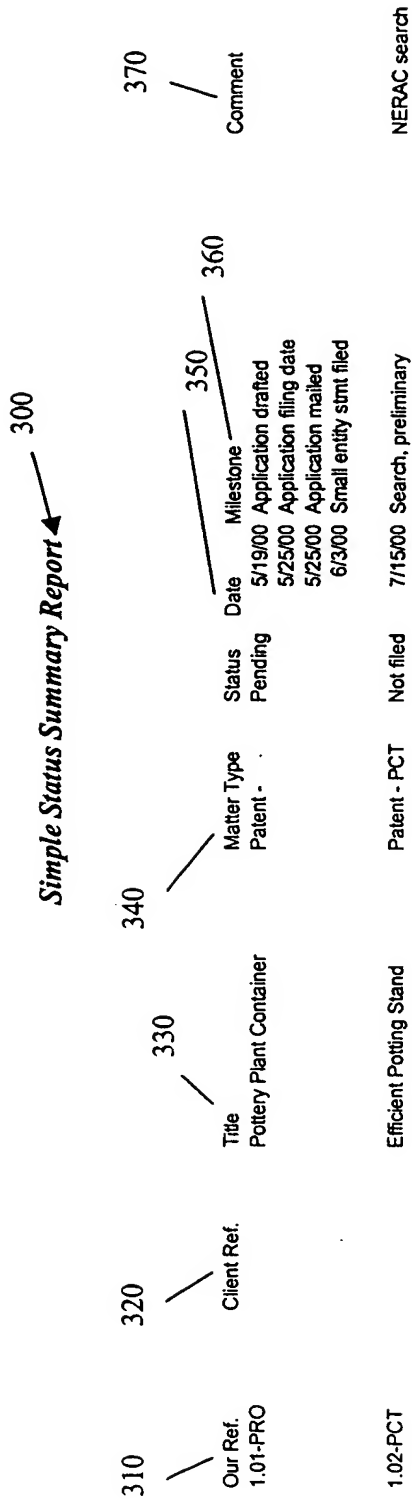 300
Simple Status Summary Report
310 320 330 340 350 360 370
Our Ref. Client Ref. Title Matter Type Status Date Milestone Comment
1.01-PRO Pottery Plant Container Patent - Pending 5/19/00 Application drafted
5/25/00 Application filing date
5/25/00 Application mailed
6/3/00 Small entity stmt filed
1.02-PCT Efficient Potting Stand Patent - PCT Not filed 7/15/00 Search, preliminary NERAC search